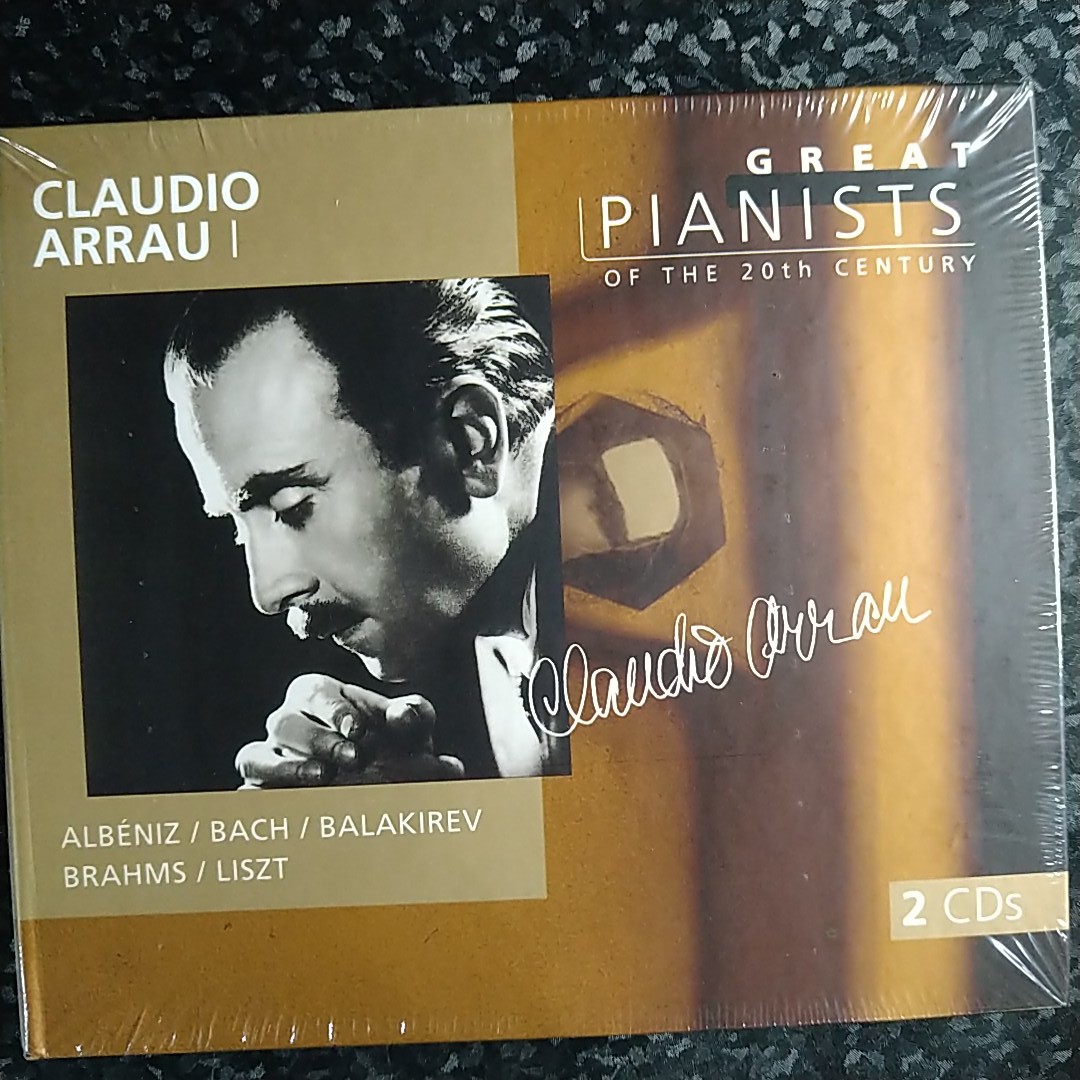 CLAUDIO
ARRAU I
GREAT
PIANISTS
OF THE 20th CENTURY
Claudio Arrau
ALBÉNIZ / BACH / BALAKIREV
BRAHMS / LISZT
2 CDs